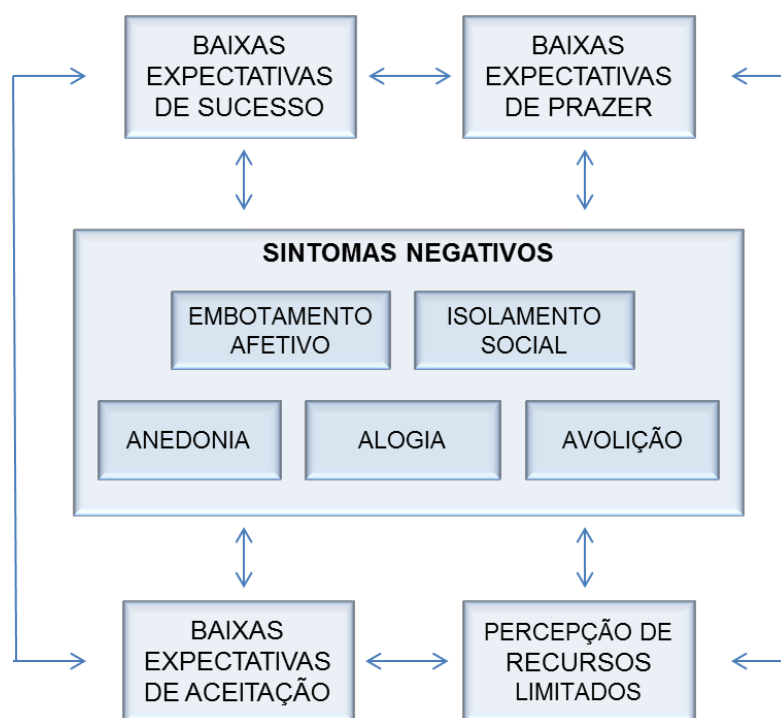 BAIXAS
EXPECTATIVAS
DE SUCESSO
BAIXAS
EXPECTATIVAS
DE PRAZER
SINTOMAS NEGATIVOS
EMBOTAMENTO
AFETIVO
ISOLAMENTO
SOCIAL
ANEDONIA
ALOGIA
AVOLIÇÃO
BAIXAS
EXPECTATIVAS
DE ACEITAÇÃO
PERCEPÇÃO DE
RECURSOS
LIMITADOS